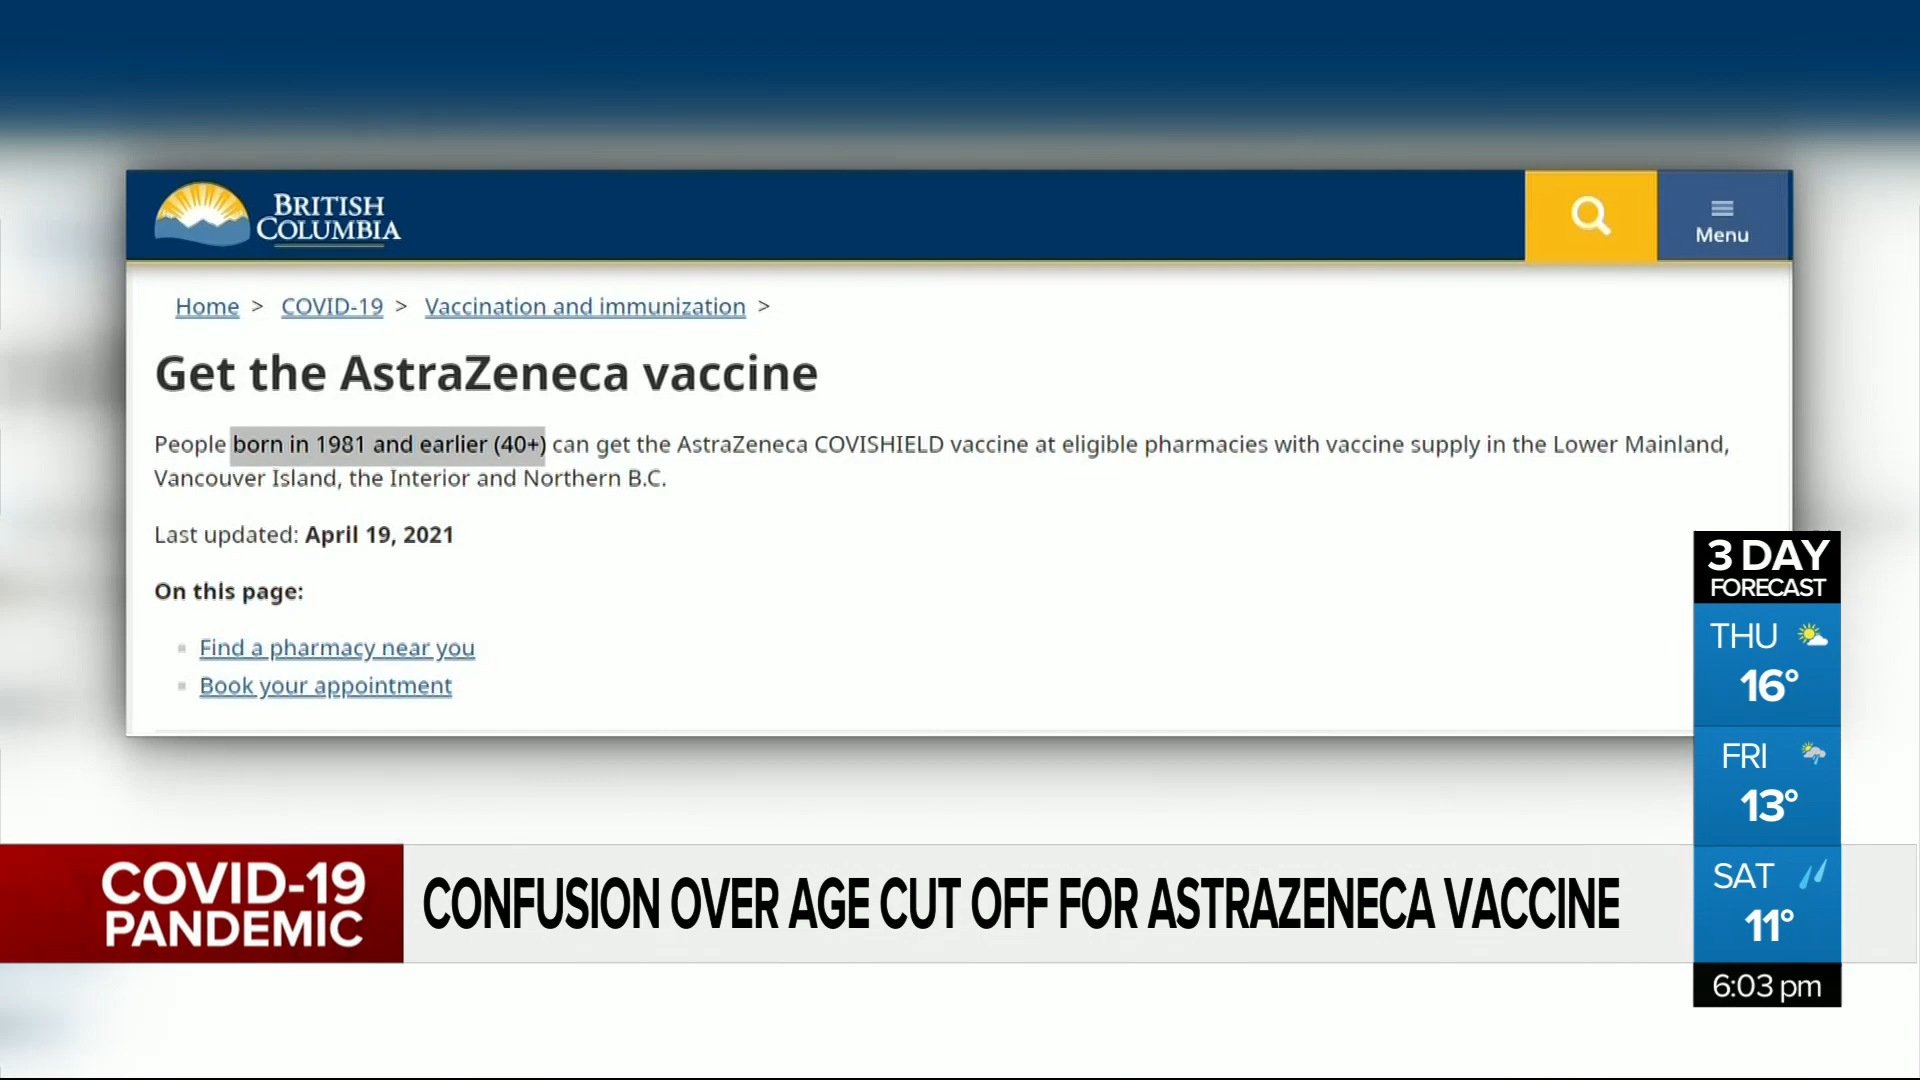 BRITISH
COLUMBIA
Menu
Home > COVID-19 > Vaccination and immunization >
Get the AstraZeneca vaccine
People born in 1981 and earlier (40+) can get the AstraZeneca COVISHIELD vaccine at eligible pharmacies with vaccine supply in the Lower Mainland,
Vancouver Island, the Interior and Northern B.C.
Last updated: April 19, 2021
On this page:
Find a pharmacy near you
Book your appointment
3 DAY
FORECAST
THU
16°
FRI
13°
SAT
11°
6:03 pm
COVID-19
PANDEMIC
CONFUSION OVER AGE CUT OFF FOR ASTRAZENECA VACCINE